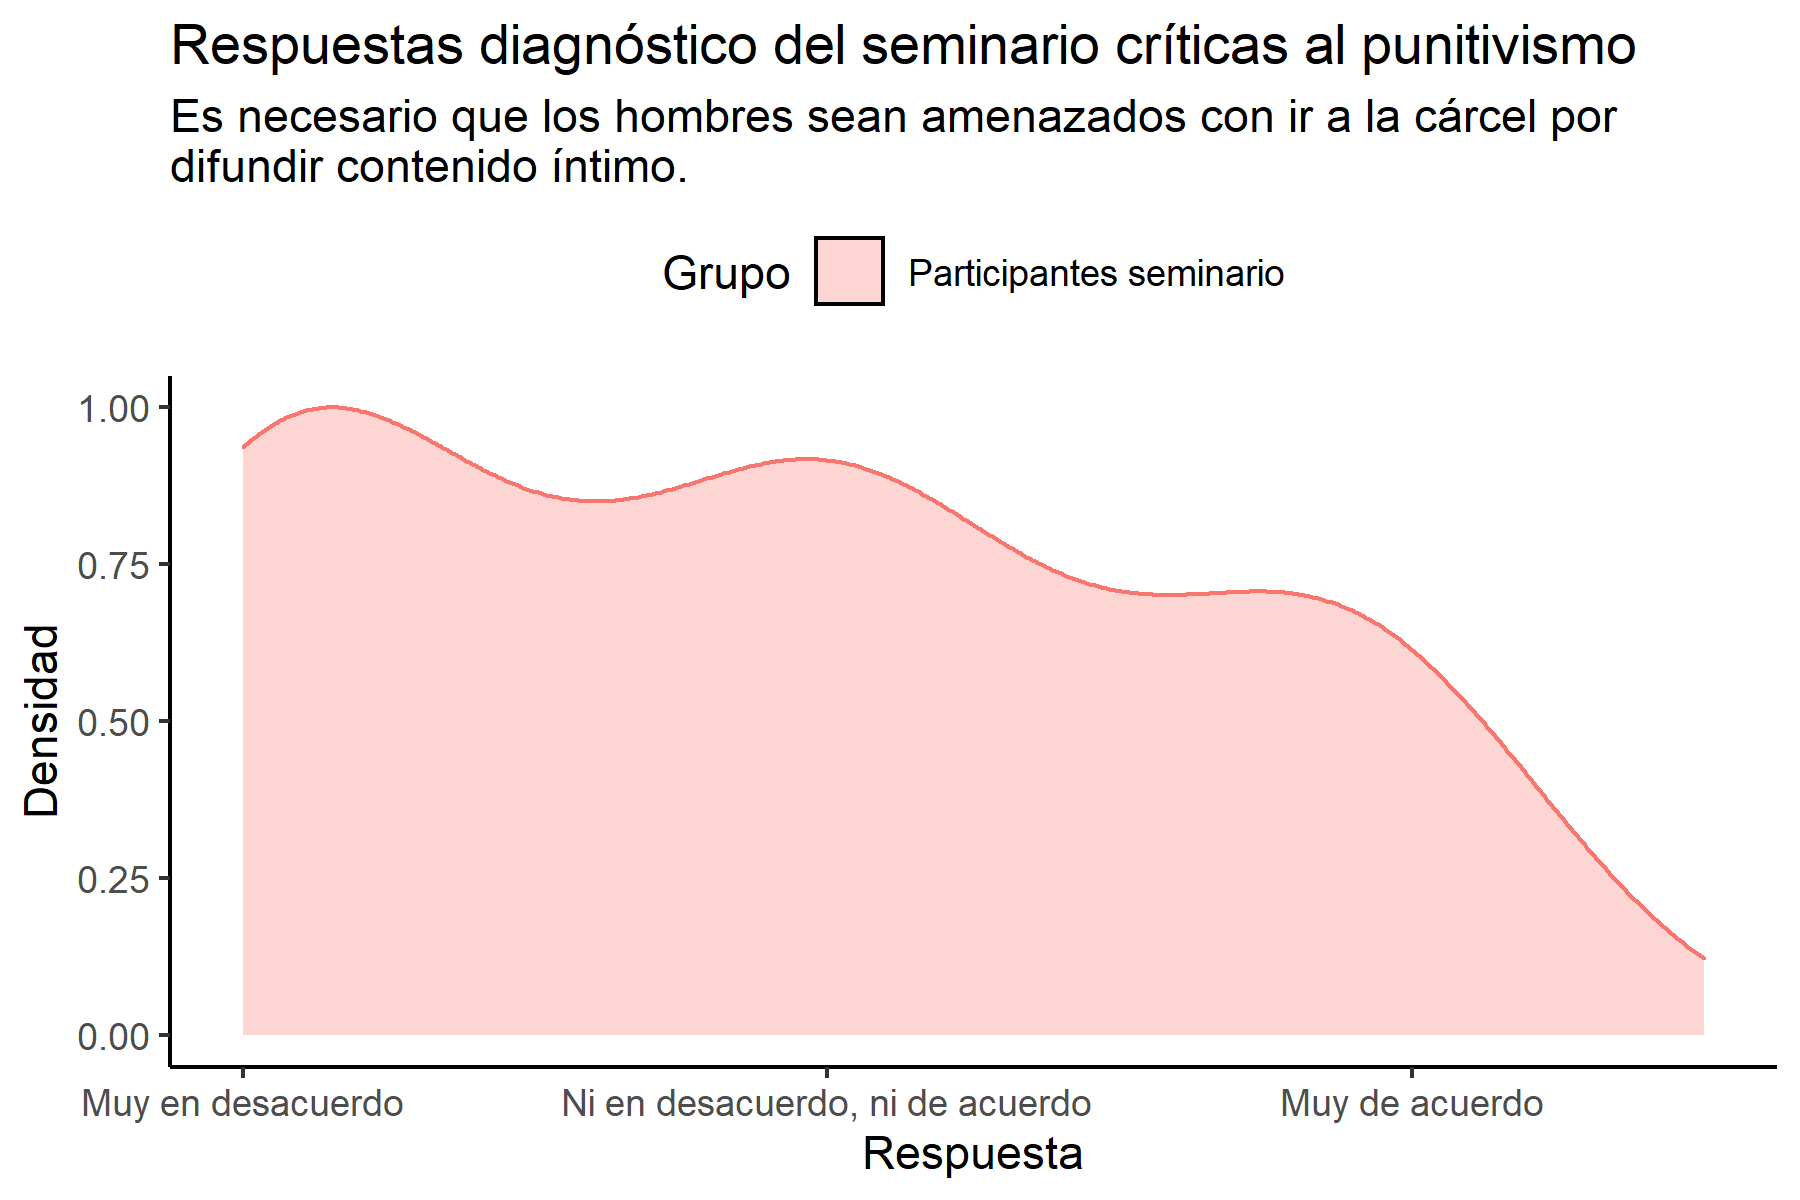 Respuestas diagnóstico del seminario críticas al punitivismo
Es necesario que los hombres sean amenazados con ir a la cárcel por
difundir contenido íntimo.
Grupo
Participantes seminario
Densidad
1.00
0.75
0.50
0.25
0.00
Muy en desacuerdo
Ni en desacuerdo, ni de acuerdo
Muy de acuerdo
Respuesta